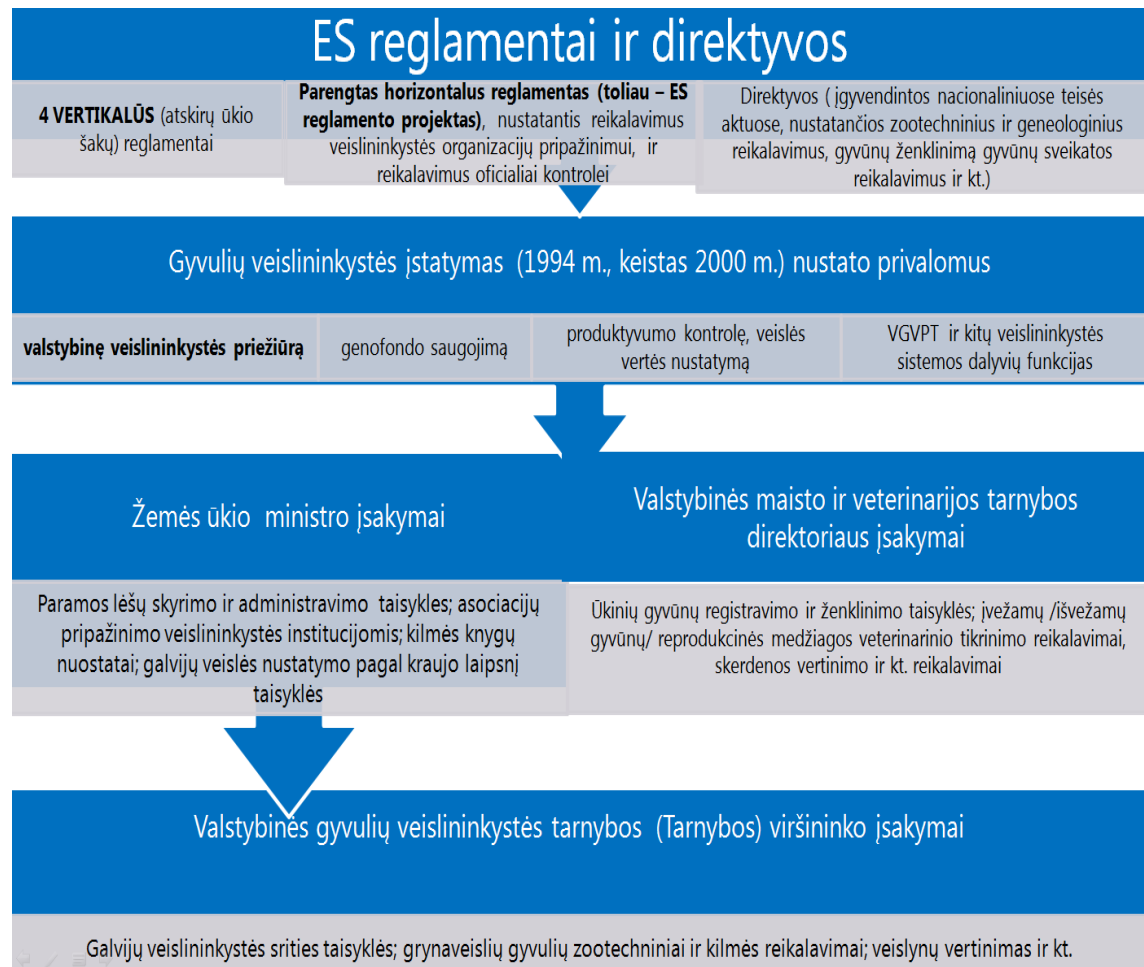 ES reglamentai ir direktyvos
4 VERTIKALŪS (atskirų ūkio
šakų) reglamentai
Parengtas horizontalus reglamentas (toliau – ES
reglamento projektas), nustatantis reikalavimus
veislininkystės organizacijų pripažinimui, ir
reikalavimus oficialiai kontrolei
Direktyvos ( įgyvendintos nacionaliniuose teisės
aktuose, nustatančios zootechninius ir geneologinius
reikalavimus, gyvūnų ženklinimą gyvūnų sveikatos
reikalavimus ir kt.)
Gyvulių veislininkystės įstatymas (1994 m., keistas 2000 m.) nustato privalomus
valstybinę veislininkystės priežiūrą
genofondo saugojimą
produktyvumo kontrolę, veislės
vertės nustatymą
VGVPT ir kitų veislininkystės
sistemos dalyvių funkcijas
Žemės ūkio ministro įsakymai
Valstybinės maisto ir veterinarijos tarnybos
direktoriaus įsakymai
Paramos lėšų skyrimo ir administravimo taisykles; asociacijų
pripažinimo veislininkystės institucijomis; kilmės knygų
nuostatai; galvijų veislės nustatymo pagal kraujo laipsnį
taisyklės
Ūkinių gyvūnų registravimo ir ženklinimo taisyklės; įvežamų /išvežamų
gyvūnų/ reprodukcinės medžiagos veterinarinio tikrinimo reikalavimai,
skerdenos vertinimo ir kt. reikalavimai
Valstybinės gyvulių veislininkystės tarnybos (Tarnybos) viršininko įsakymai
Galvijų veislininkystės srities taisyklės; grynaveislių gyvulių zootechniniai ir kilmės reikalavimai; veislynų vertinimas ir kt.